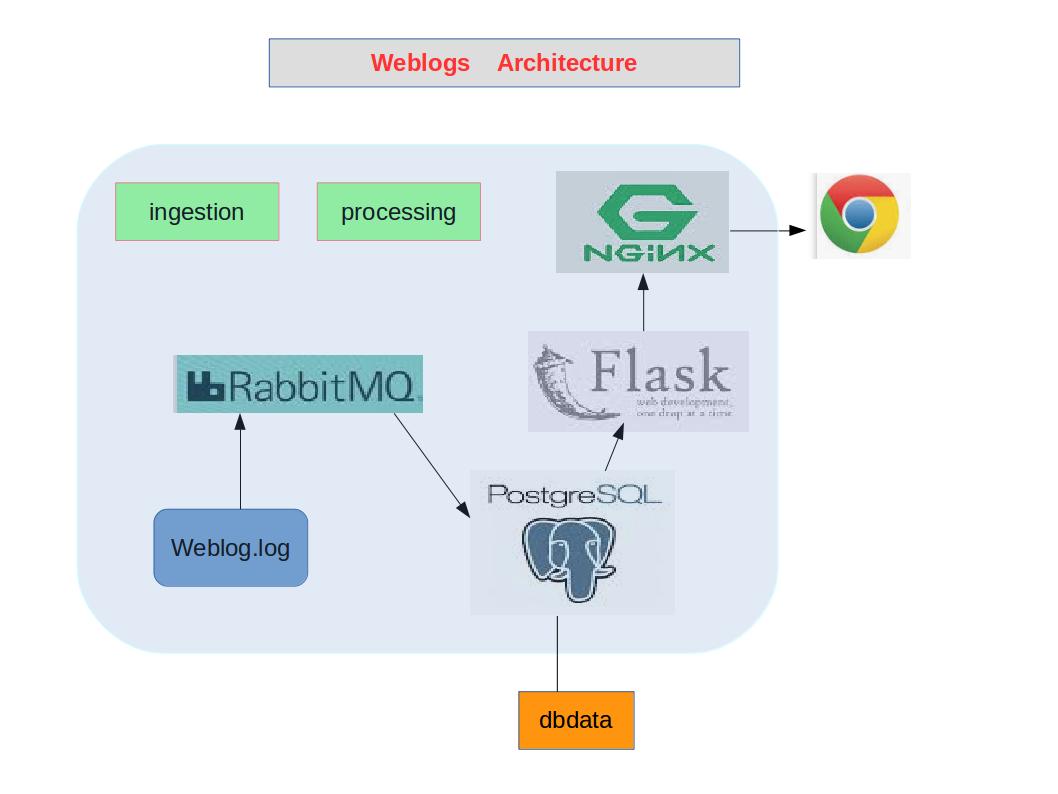 Weblogs Architecture
ingestion
processing
NGiNX
RabbitMQ
Flask
web development,
one drop at a time
PostgreSQL
Weblog.log
dbdata